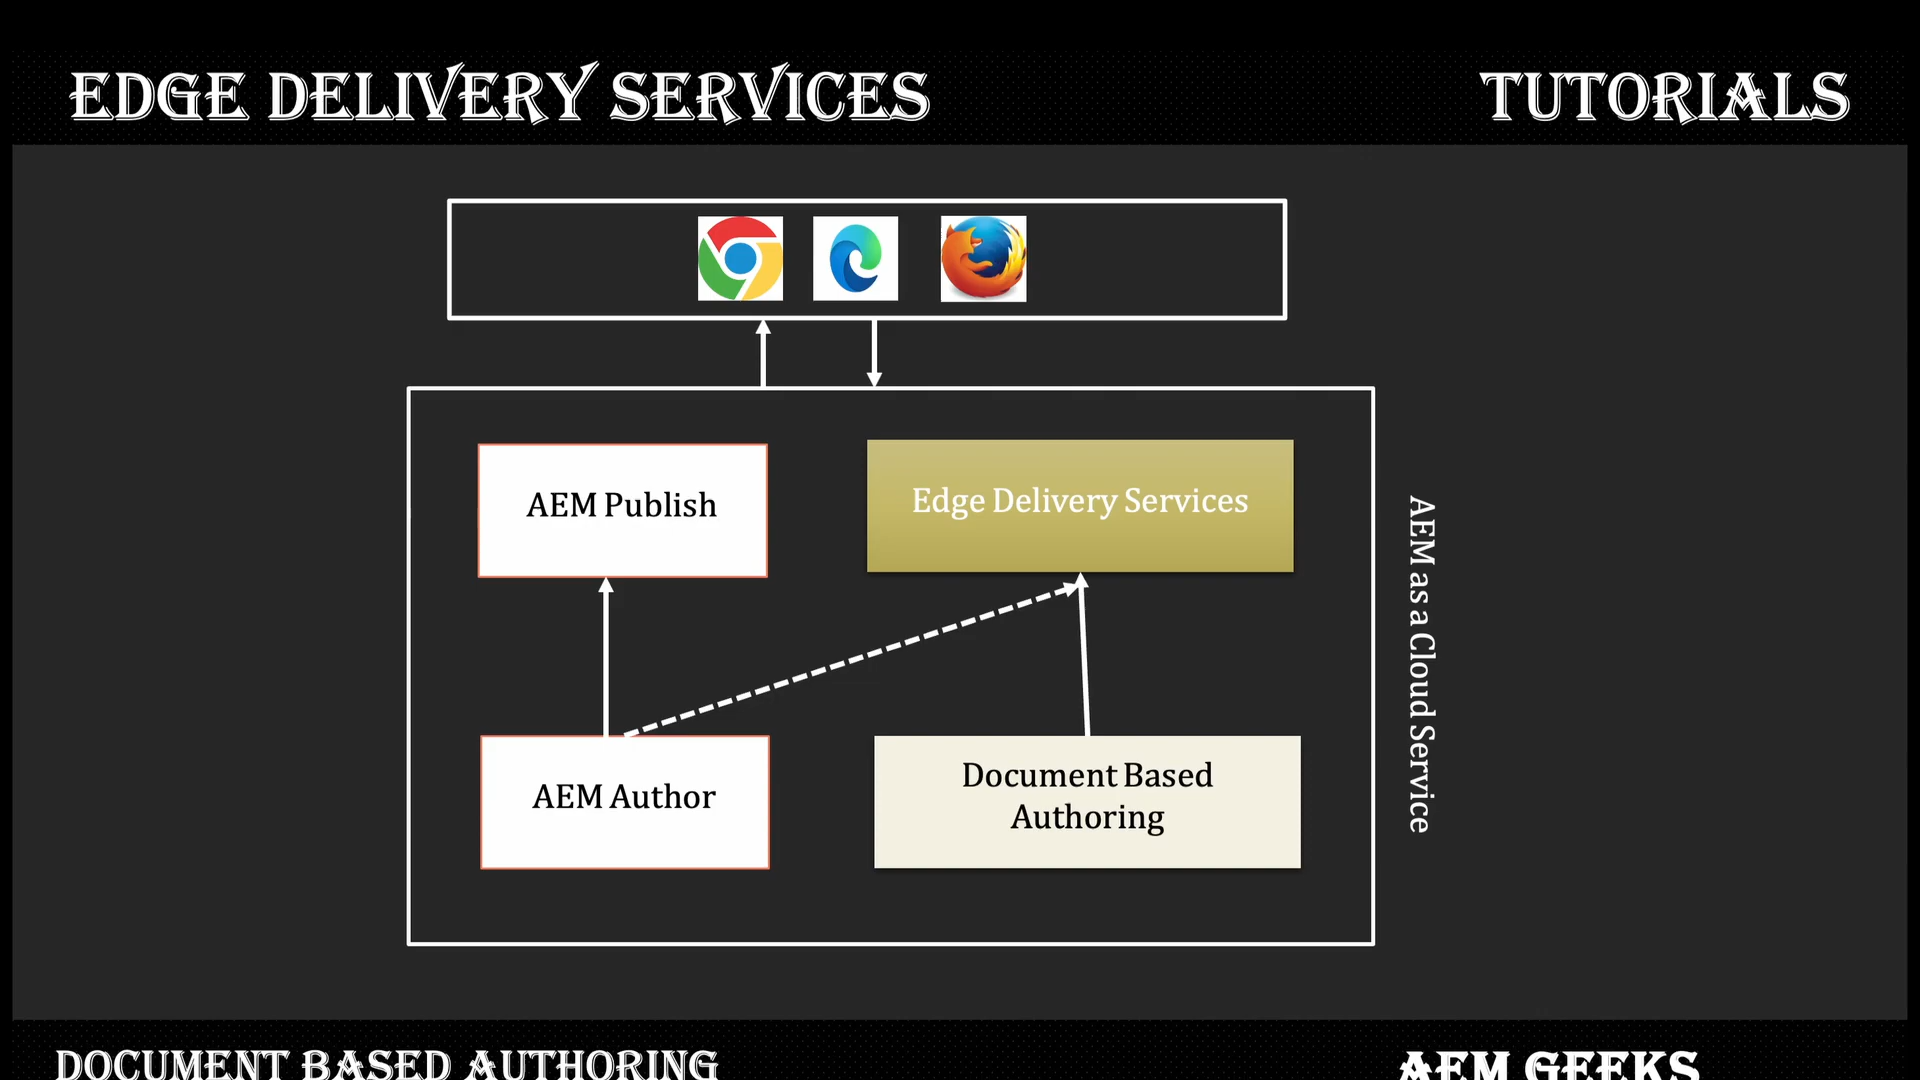 EDGE DELIVERY SERVICES
TUTORIALS
AEM Publish
Edge Delivery Services
AEM as a Cloud Service
AEM Author
Document Based
Authoring
DOCUMENT BASED AUTHORING
AEM GEEKS